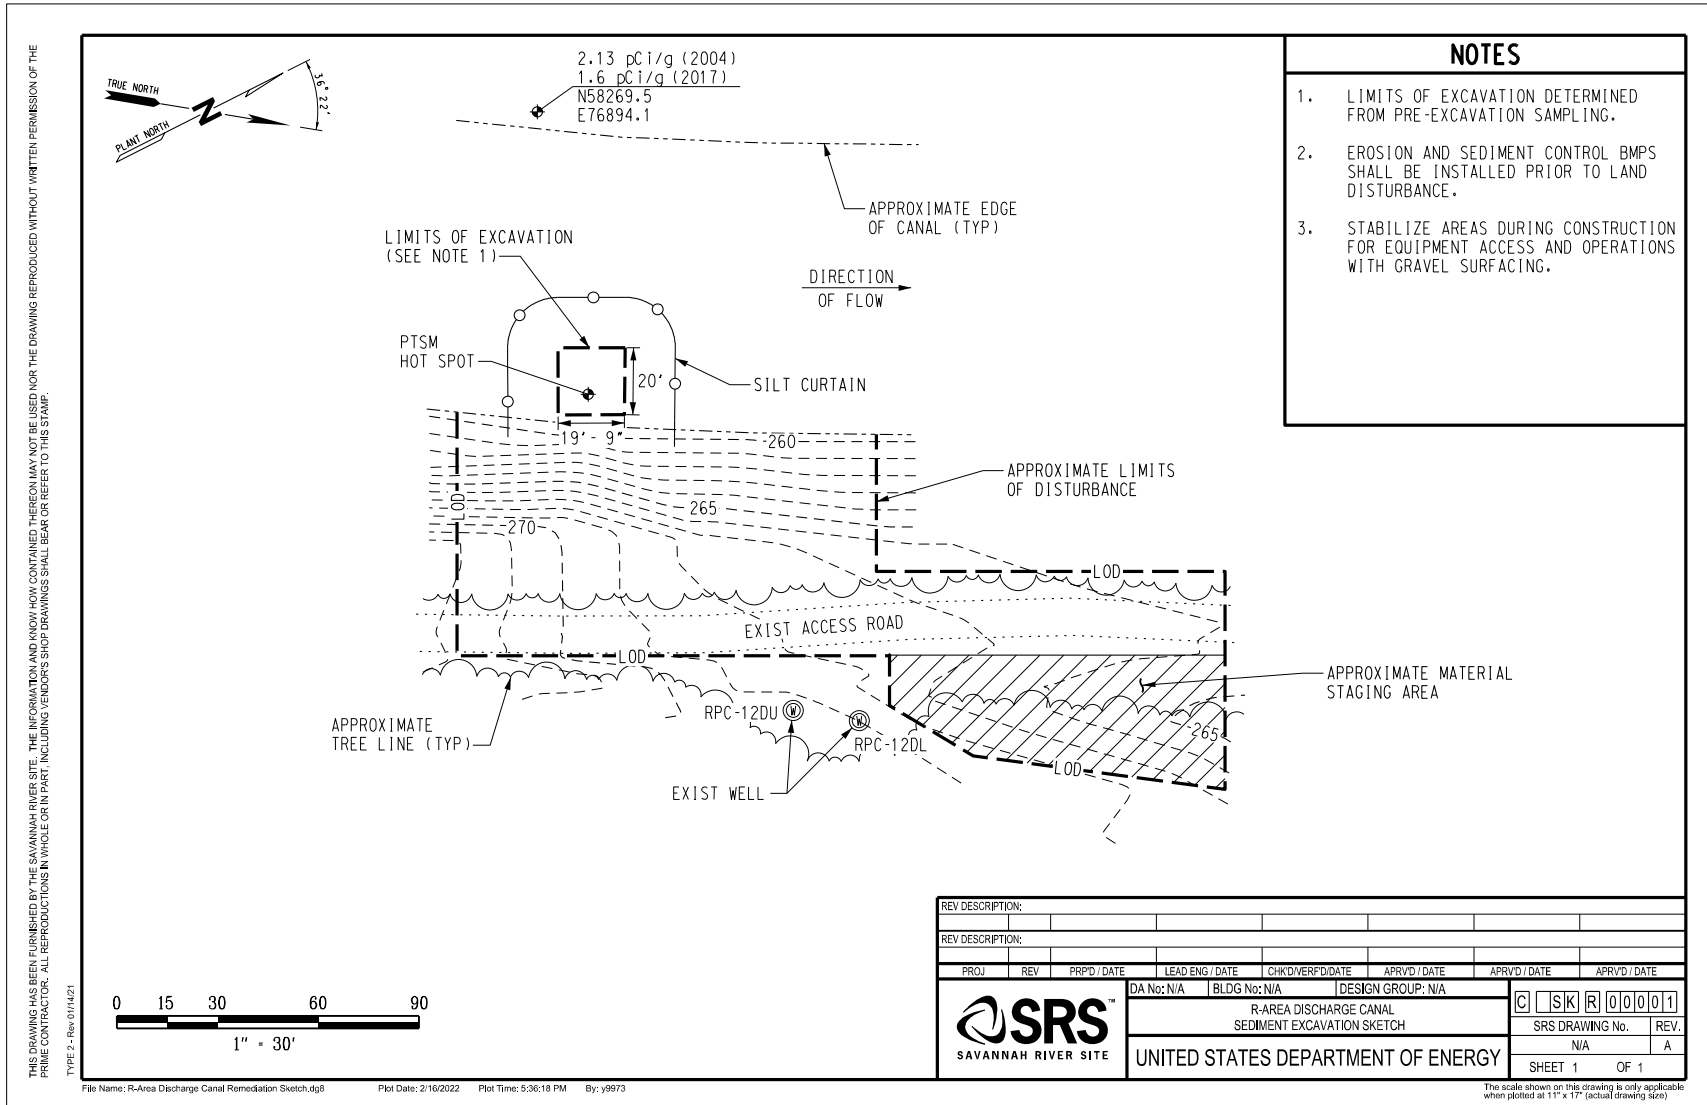 THIS DRAWING HAS BEEN FURNISHED BY THE SAVANNAH RIVER SITE. THE INFORMATION AND KNOW HOW CONTAINED THEREON MAY NOT BE USED NOR THE DRAWING REPRODUCED WITHOUT WRITTEN PERMISSION OF THE
PRIME CONTRACTOR. ALL REPRODUCTIONS IN WHOLE OR IN PART, INCLUDING VENDOR'S SHOP DRAWINGS SHALL BEAR OR REFER TO THIS STAMP.
TYPE 2 - Rev 01/14/21
TRUE NORTH
PLANT NORTH
N
36° 22'
2.13 pCi/g (2004)
1.6 pCi/g (2017)
N58269.5
E76894.1
APPROXIMATE EDGE
OF CANAL (TYP)
LIMITS OF EXCAVATION
(SEE NOTE 1)
DIRECTION
OF FLOW
PTSM
HOT SPOT
20'
SILT CURTAIN
19' - 9"
260
APPROXIMATE LIMITS
OF DISTURBANCE
LOD
265
270
LOD
EXIST ACCESS ROAD
LOD
APPROXIMATE MATERIAL
STAGING AREA
RPC-12DU
W
W
RPC-12DL
APPROXIMATE
TREE LINE (TYP)
265
LOD
EXIST WELL
NOTES
1. LIMITS OF EXCAVATION DETERMINED
FROM PRE-EXCAVATION SAMPLING.
2. EROSION AND SEDIMENT CONTROL BMPS
SHALL BE INSTALLED PRIOR TO LAND
DISTURBANCE.
3. STABILIZE AREAS DURING CONSTRUCTION
FOR EQUIPMENT ACCESS AND OPERATIONS
WITH GRAVEL SURFACING.
0 15 30 60 90
1" = 30'
REV DESCRIPTION:
REV DESCRIPTION:
PROJ REV PRP'D / DATE LEAD ENG / DATE CHK'D/VERF'D/DATE APRV'D / DATE APRV'D / DATE APRV'D / DATE
SRS™
SAVANNAH RIVER SITE
DA No: N/A BLDG No: N/A DESIGN GROUP: N/A
R-AREA DISCHARGE CANAL
SEDIMENT EXCAVATION SKETCH
UNITED STATES DEPARTMENT OF ENERGY
C SK R 00001
SRS DRAWING No. REV.
N/A A
SHEET 1 OF 1
File Name: R-Area Discharge Canal Remediation Sketch.dg8 Plot Date: 2/16/2022 Plot Time: 5:36:18 PM By: y9973
The scale shown on this drawing is only applicable
when plotted at 11" x 17" (actual drawing size)